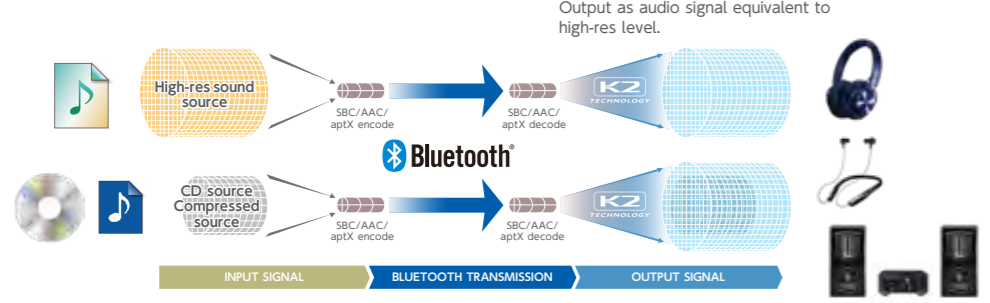 Output as audio signal equivalent to
high-res level.
High-res sound
source
SBC/AAC/
aptX encode
SBC/AAC/
aptX decode
K2
TECHNOLOGY
Bluetooth®
CD source
Compressed
source
SBC/AAC/
aptX encode
SBC/AAC/
aptX decode
K2
TECHNOLOGY
INPUT SIGNAL
BLUETOOTH TRANSMISSION
OUTPUT SIGNAL